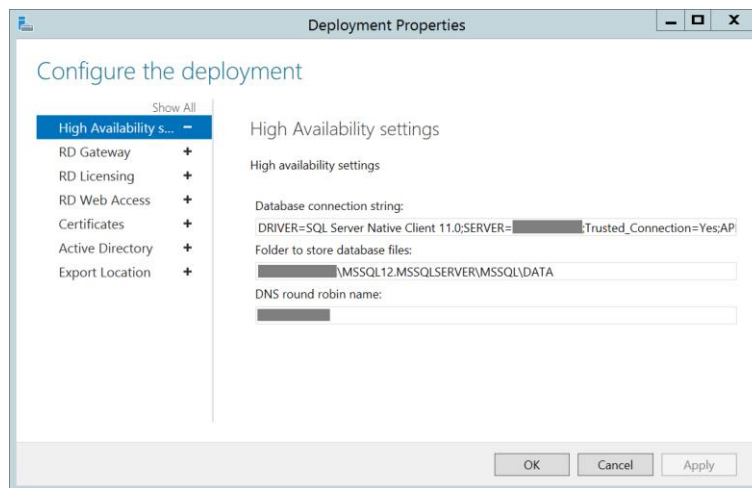 Deployment Properties
Configure the deployment
Show All
High Availability s...
RD Gateway
RD Licensing
RD Web Access
Certificates
Active Directory
Export Location
High Availability settings
High availability settings
Database connection string:
DRIVER=SQL Server Native Client 11.0;SERVER= ;Trusted_Connection=Yes;AP
Folder to store database files:
\MSSQL12.MSSQLSERVER\MSSQL\DATA
DNS round robin name:
OK Cancel Apply